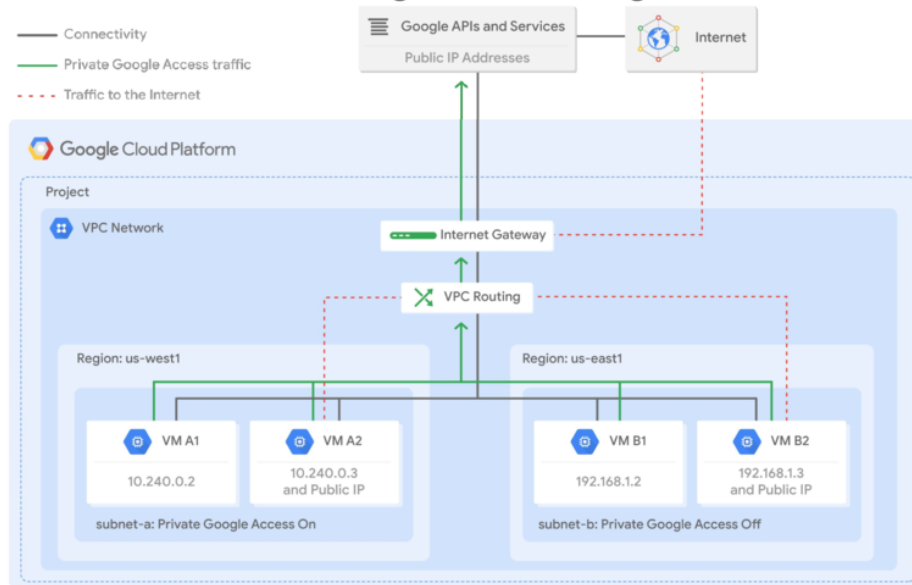 Google APIs and Services
Public IP Addresses
Internet
Connectivity
Private Google Access traffic
Traffic to the Internet
Google Cloud Platform
Project
VPC Network
Internet Gateway
VPC Routing
Region: us-west1
Region: us-east1
VM A1
10.240.0.2
VM A2
10.240.0.3
and Public IP
VM B1
192.168.1.2
VM B2
192.168.1.3
and Public IP
subnet-a: Private Google Access On
subnet-b: Private Google Access Off